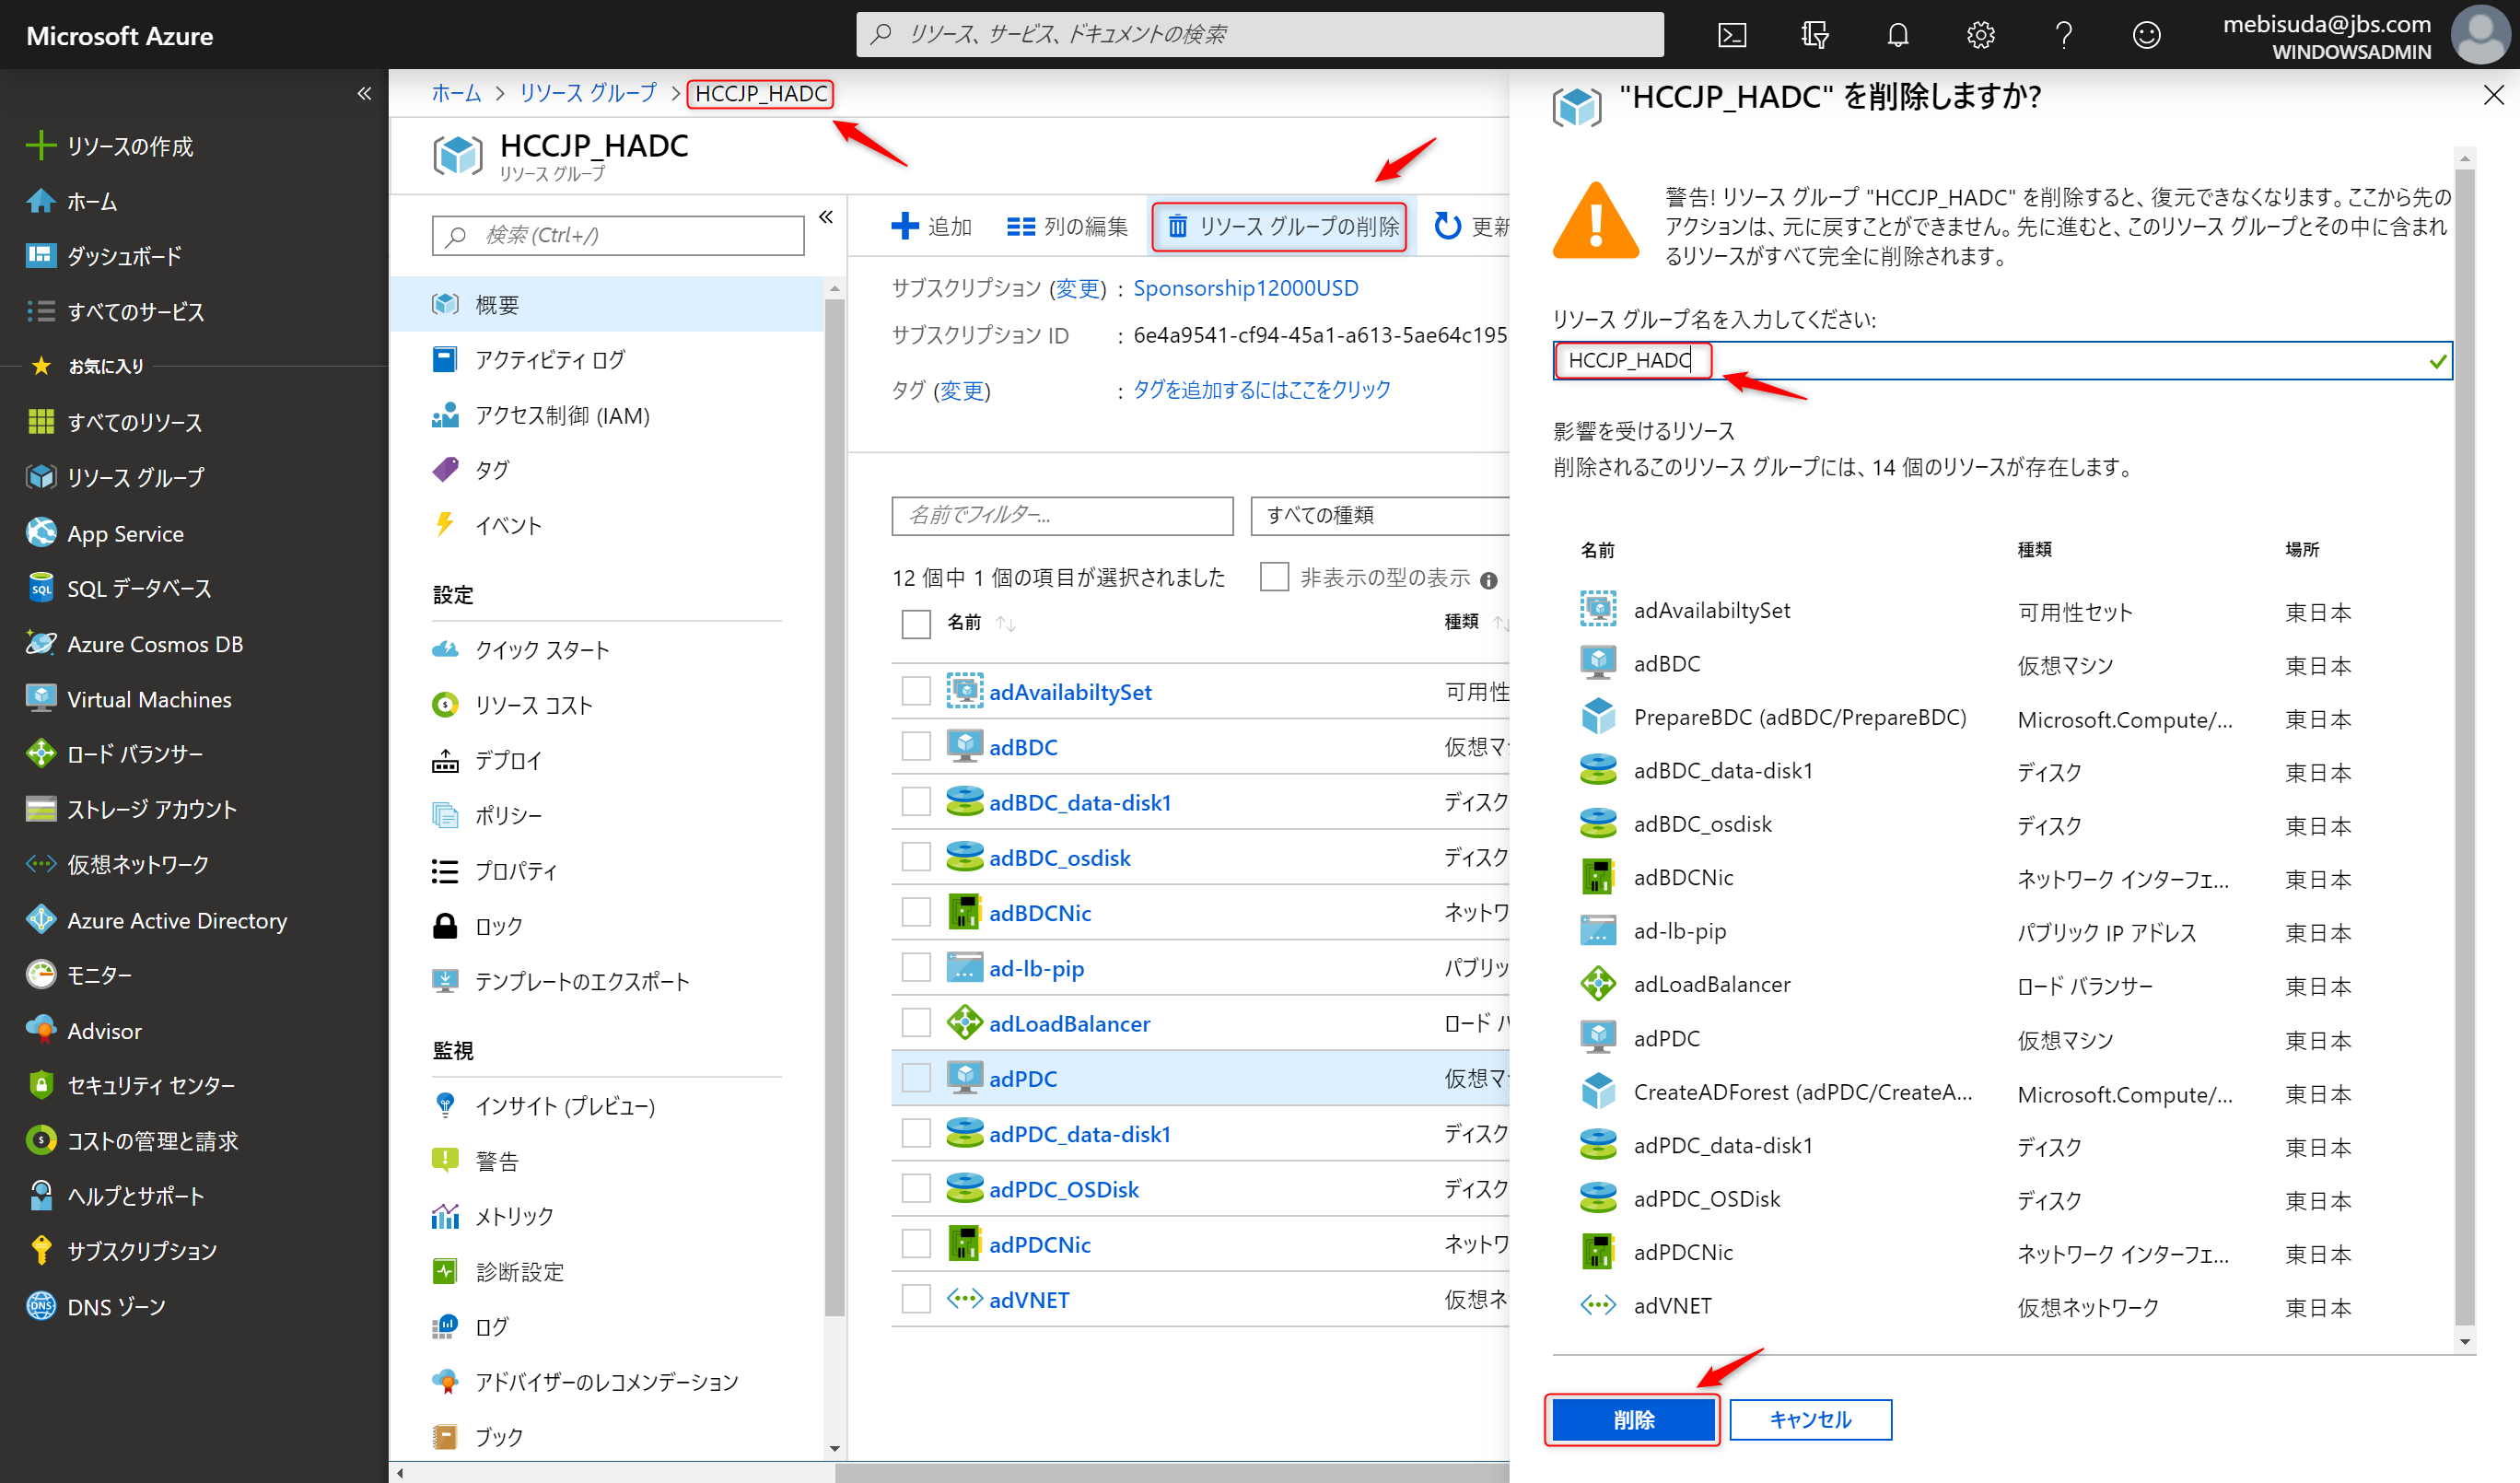 Microsoft Azure
リソース、サービス、ドキュメントの検索
mebisuda@jbs.com
WINDOWSADMIN
リソースの作成
ホーム
ダッシュボード
すべてのサービス
お気に入り
すべてのリソース
リソース グループ
App Service
SQL データベース
Azure Cosmos DB
Virtual Machines
ロード バランサー
ストレージ アカウント
仮想ネットワーク
Azure Active Directory
モニター
Advisor
セキュリティ センター
コストの管理と請求
ヘルプとサポート
サブスクリプション
DNS ゾーン
ホーム > リソース グループ > HCCJP_HADC
HCCJP_HADC
リソース グループ
検索 (Ctrl+/)
概要
アクティビティ ログ
アクセス制御 (IAM)
タグ
イベント
設定
クイック スタート
リソース コスト
デプロイ
ポリシー
プロパティ
ロック
テンプレートのエクスポート
監視
インサイト (プレビュー)
警告
メトリック
診断設定
ログ
アドバイザーのレコメンデーション
ブック
追加 列の編集 リソース グループの削除 更新
サブスクリプション (変更) : Sponsorship12000USD
サブスクリプション ID : 6e4a9541-cf94-45a1-a613-5ae64c195
タグ (変更) : タグを追加するにはここをクリック
名前でフィルター... すべての種類
12 個中 1 個の項目が選択されました 非表示の型の表示
名前 種類
adAvailabiltySet 可用性
adBDC 仮想マ
adBDC_data-disk1 ディスク
adBDC_osdisk ディスク
adBDCNic ネットワ
ad-lb-pip パブリッ
adLoadBalancer ロード バ
adPDC 仮想マ
adPDC_data-disk1 ディスク
adPDC_OSDisk ディスク
adPDCNic ネットワ
adVNET 仮想ネ
"HCCJP_HADC" を削除しますか?
警告! リソース グループ "HCCJP_HADC" を削除すると、復元できなくなります。ここから先の
アクションは、元に戻すことができません。先に進むと、このリソース グループとその中に含まれ
るリソースがすべて完全に削除されます。
リソース グループ名を入力してください:
HCCJP_HADC
影響を受けるリソース
削除されるこのリソース グループには、14 個のリソースが存在します。
名前 種類 場所
adAvailabiltySet 可用性セット 東日本
adBDC 仮想マシン 東日本
PrepareBDC (adBDC/PrepareBDC) Microsoft.Compute/... 東日本
adBDC_data-disk1 ディスク 東日本
adBDC_osdisk ディスク 東日本
adBDCNic ネットワーク インターフェ... 東日本
ad-lb-pip パブリック IP アドレス 東日本
adLoadBalancer ロード バランサー 東日本
adPDC 仮想マシン 東日本
CreateADForest (adPDC/CreateA... Microsoft.Compute/... 東日本
adPDC_data-disk1 ディスク 東日本
adPDC_OSDisk ディスク 東日本
adPDCNic ネットワーク インターフェ... 東日本
adVNET 仮想ネットワーク 東日本
削除 キャンセル